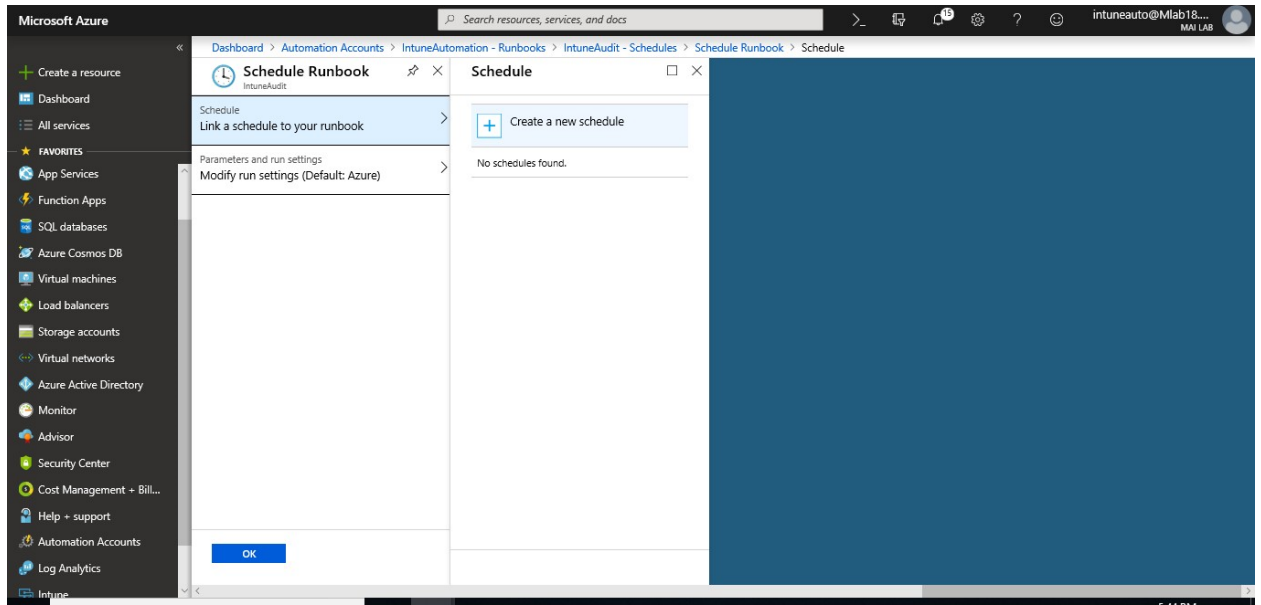 Microsoft Azure
Search resources, services, and docs
15
intuneauto@Mlab18....
MAI LAB
Dashboard > Automation Accounts > IntuneAutomation - Runbooks > IntuneAudit - Schedules > Schedule Runbook > Schedule
Create a resource
Dashboard
All services
FAVORITES
App Services
Function Apps
SQL databases
Azure Cosmos DB
Virtual machines
Load balancers
Storage accounts
Virtual networks
Azure Active Directory
Monitor
Advisor
Security Center
Cost Management + Bill...
Help + support
Automation Accounts
Log Analytics
Intune
Schedule Runbook
IntuneAudit
Schedule
Link a schedule to your runbook
Parameters and run settings
Modify run settings (Default: Azure)
OK
Schedule
Create a new schedule
No schedules found.